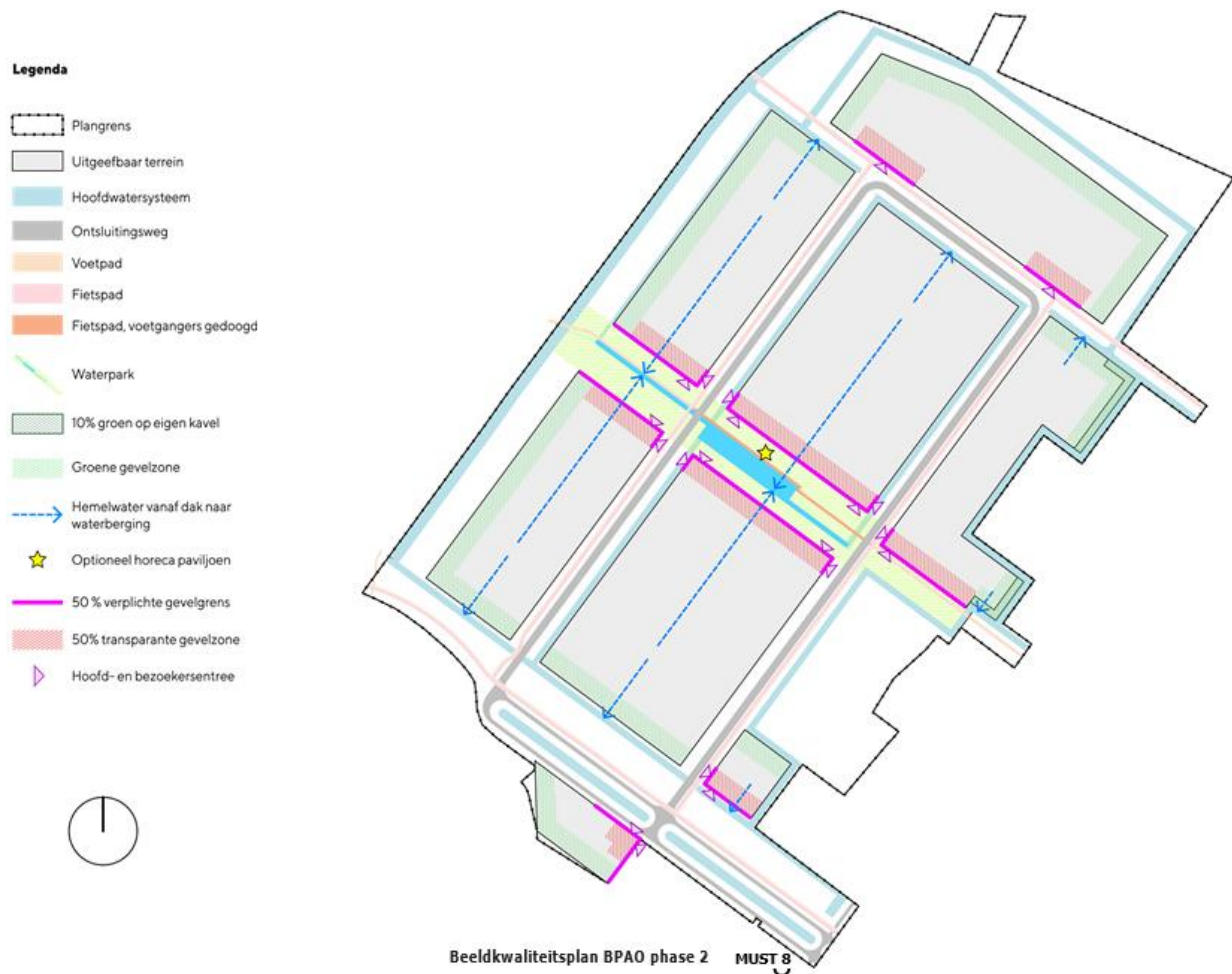 Legenda
Plangrens
Uitgeefbaar terrein
Hoofdwatersysteem
Ontsluitingsweg
Voetpad
Fietspad
Fietspad, voetgangers gedoogd
Waterpark
10% groen op eigen kavel
Groene gevelzone
Hemelwater vanaf dak naar
waterberging
Optioneel horeca paviljoen
50 % verplichte gevelgrens
50% transparante gevelzone
Hoofd- en bezoekersentree
Beeldkwaliteitsplan BPAO phase 2 MUST 8